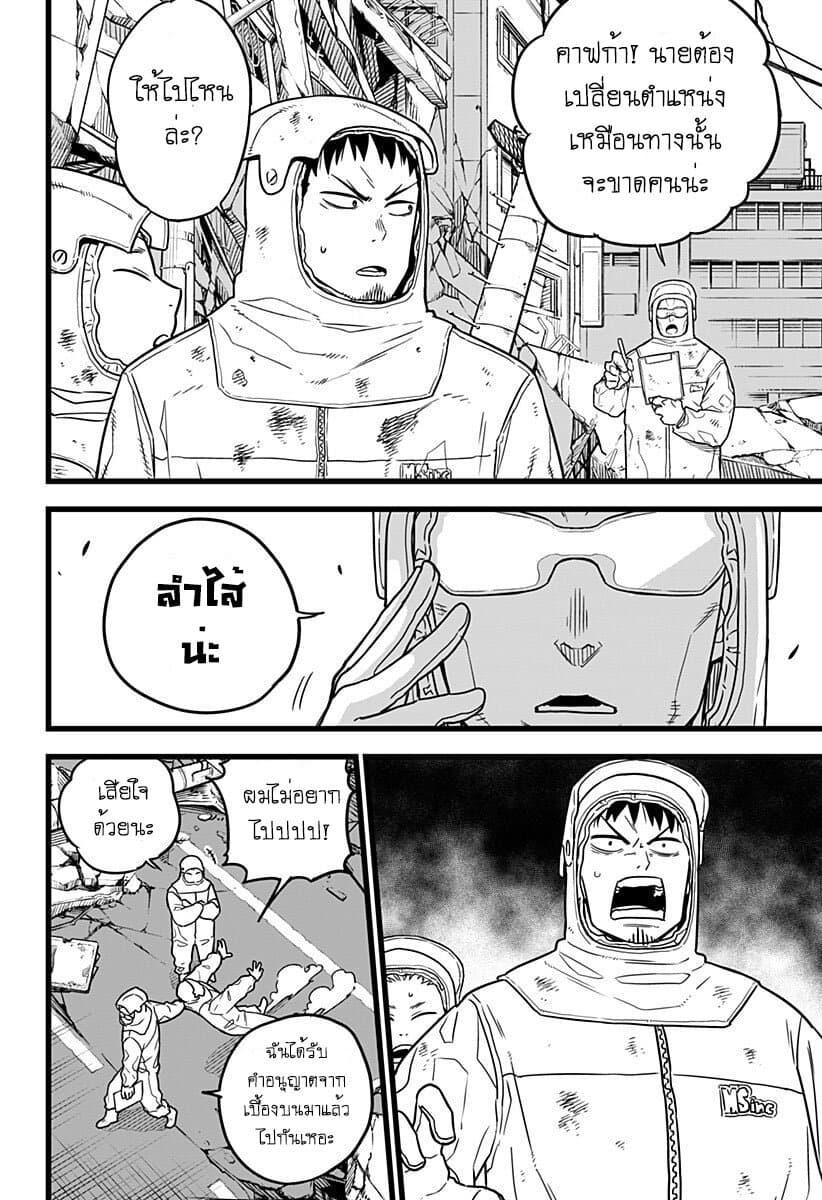 คาฟก้า! นายต้อง
เปลี่ยนตำแหน่ง
เหมือนทางนั้น
จะขาดคนน่ะ
ให้ไปไหน
ล่ะ?
MSinc
ลำไส้
น่ะ
MSinc
ผมไม่อยาก
ไปปปป!
เสียใจ
ด้วยนะ
ฉันได้รับ
คำอนุญาตจาก
เบื้องบนมาแล้ว
ไปกันเหอะ